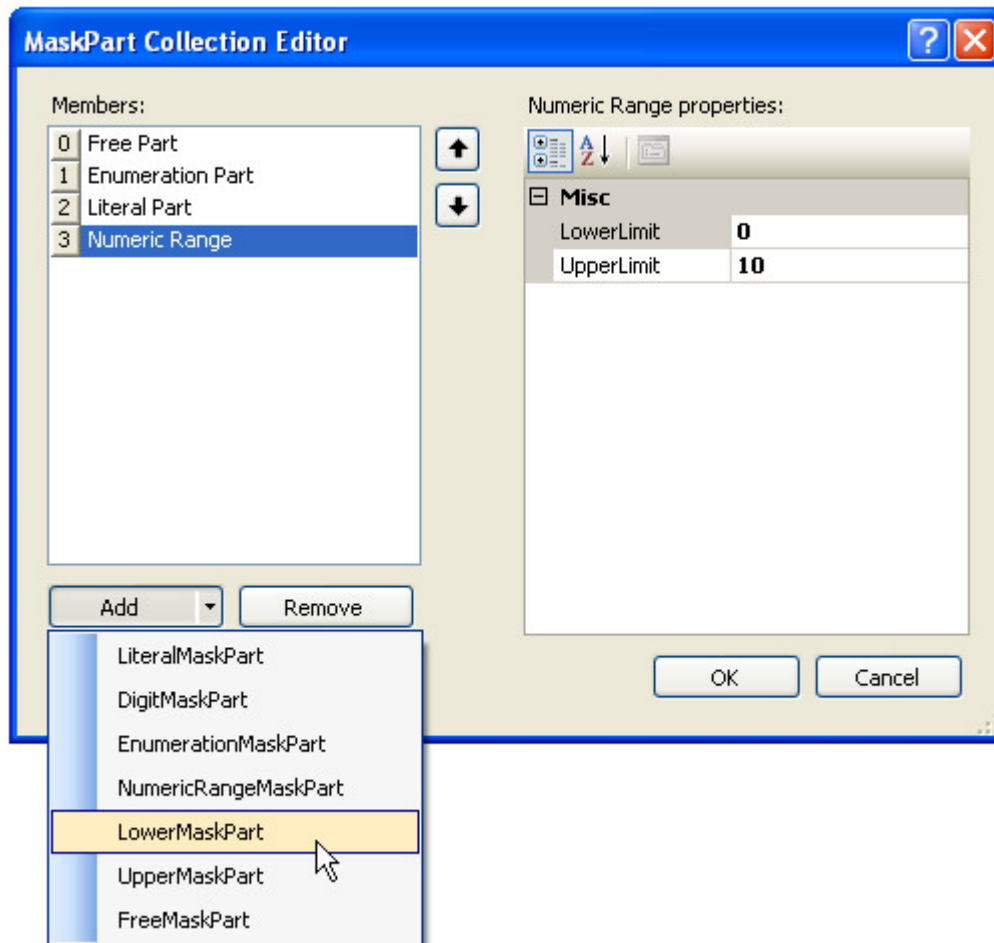 MaskPart Collection Editor
Members:
0 Free Part
1 Enumeration Part
2 Literal Part
3 Numeric Range
Numeric Range properties:
A
Z
Misc
LowerLimit 0
UpperLimit 10
Add
Remove
LiteralMaskPart
DigitMaskPart
EnumerationMaskPart
NumericRangeMaskPart
LowerMaskPart
UpperMaskPart
FreeMaskPart
OK
Cancel